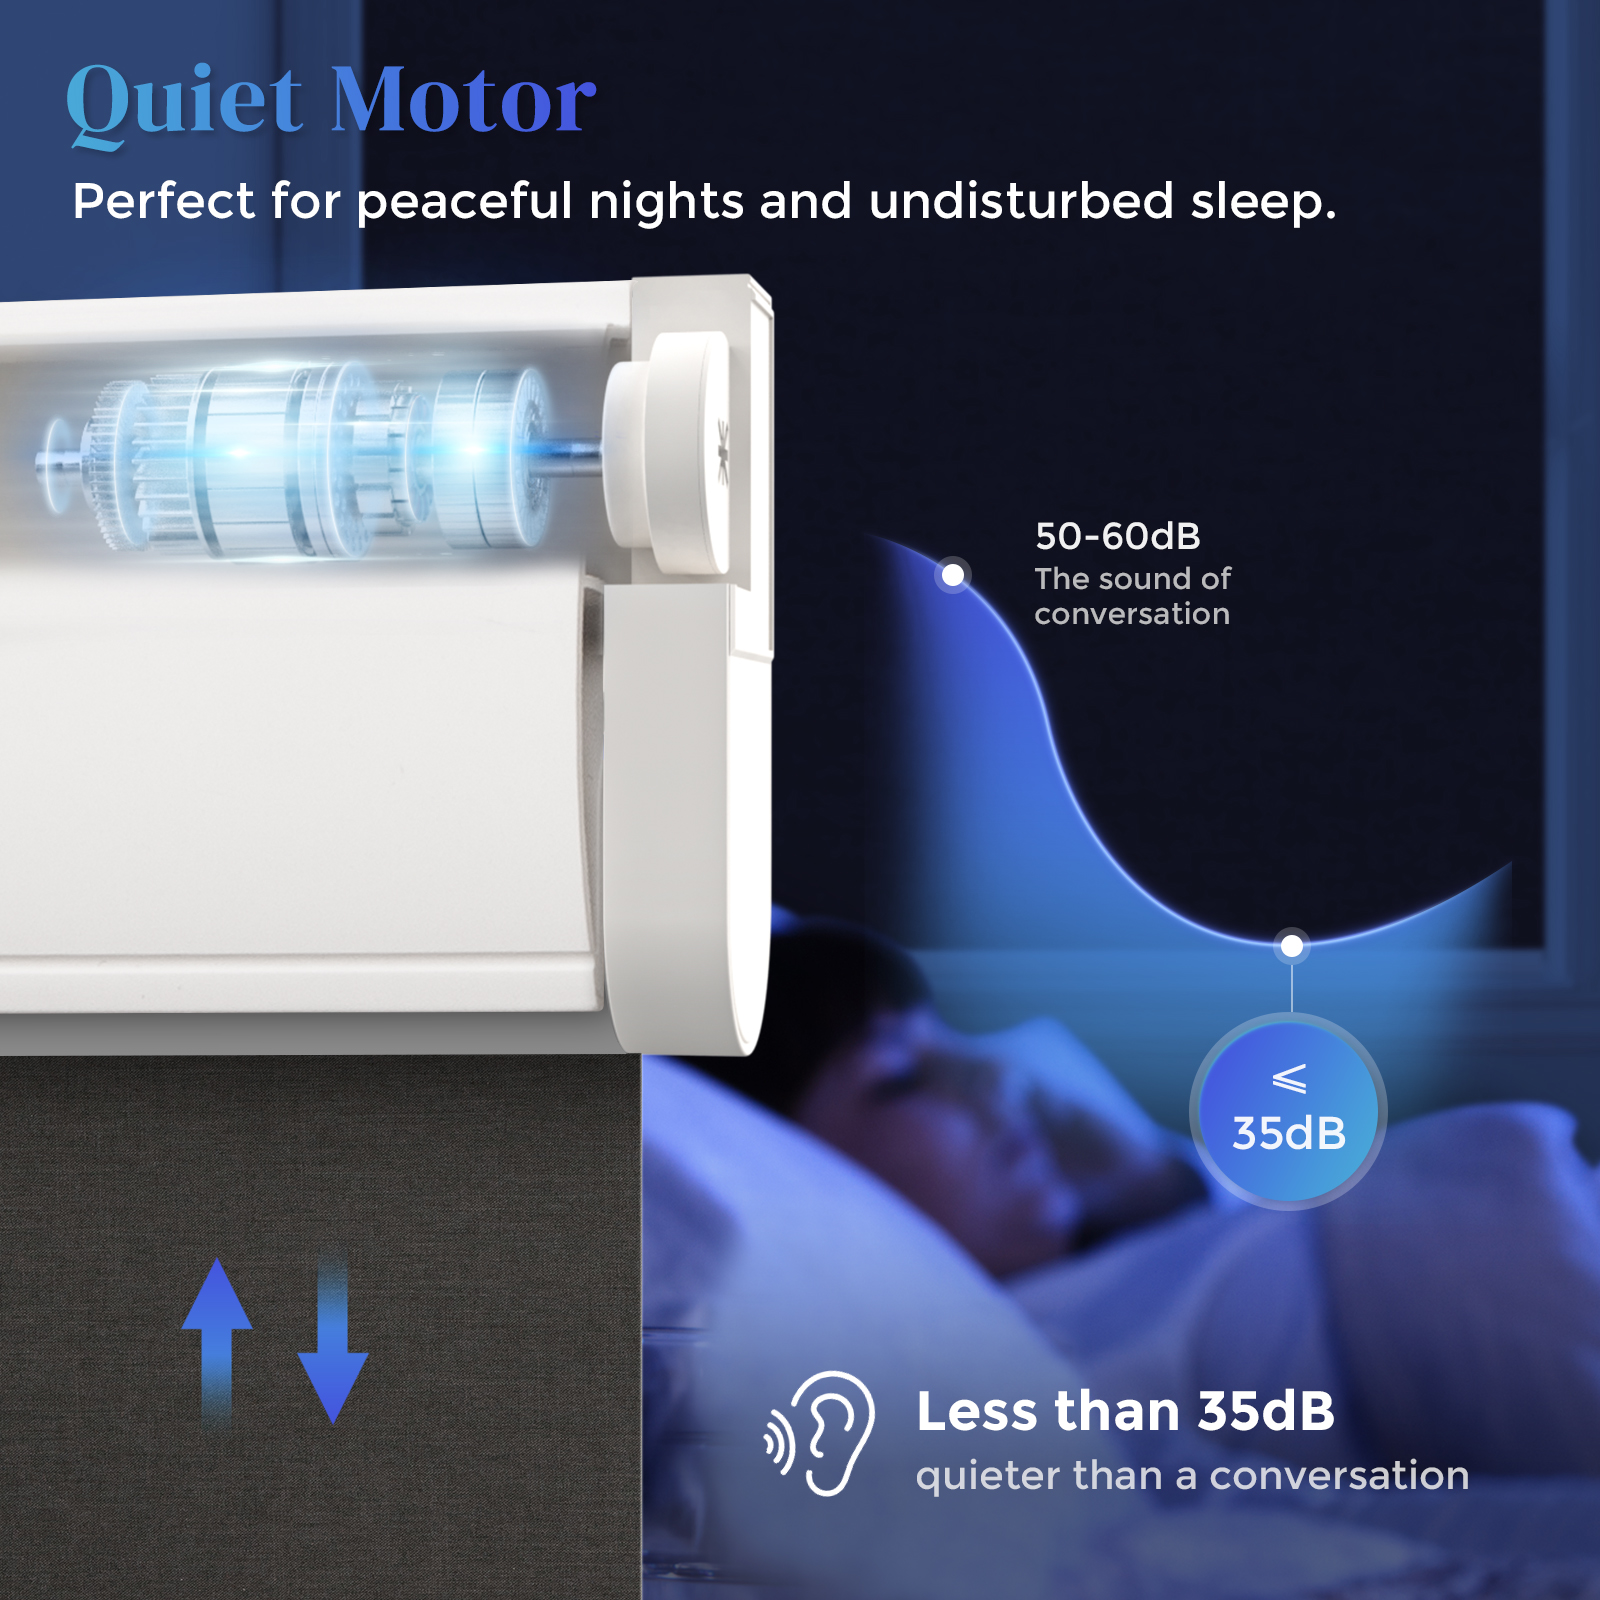 Quiet Motor
Perfect for peaceful nights and undisturbed sleep.
50-60dB
The sound of
conversation
⩽
35dB
Less than 35dB
quieter than a conversation